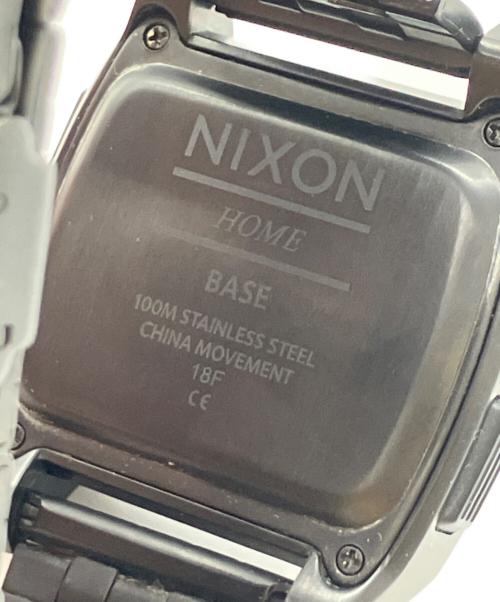 NIXON
HOME
BASE
100M STAINLESS STEEL
CHINA MOVEMENT
18F
CE